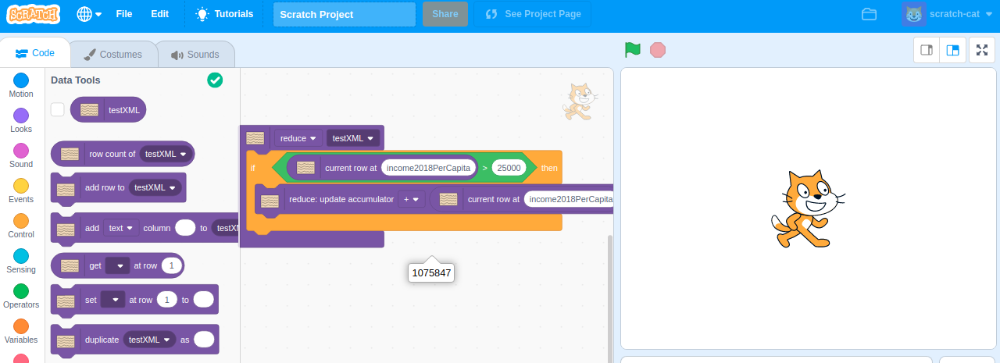 SCRATCH File Edit Tutorials Scratch Project Share See Project Page scratch-cat
Code Costumes Sounds
Motion
Looks
Sound
Events
Control
Sensing
Operators
Variables
Data Tools
testXML
row count of testXML
add row to testXML
add text column to testXM
get at row 1
set at row 1 to
duplicate testXML as
reduce testXML
if current row at income2018PerCapita > 25000 then
reduce: update accumulator + current row at income2018PerCapita
1075847